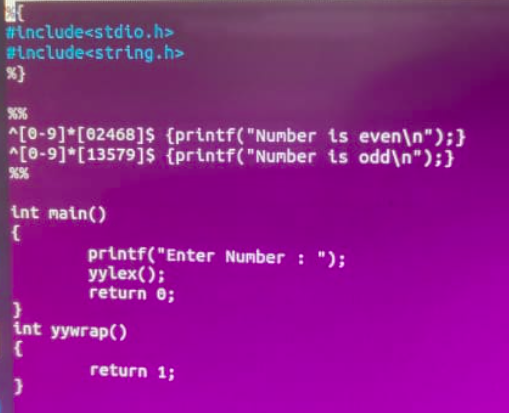 %{
#include<stdio.h>
#include<string.h>
%}
%%
^[0-9]*[02468]$ {printf("Number is even\n");}
^[0-9]*[13579]$ {printf("Number is odd\n");}
%%
int main()
{
printf("Enter Number : ");
yylex();
return 0;
}
int yywrap()
{
return 1;
}